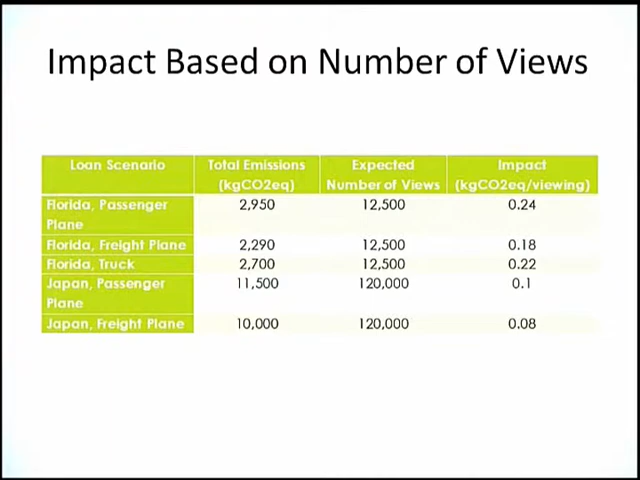 Impact Based on Number of Views
Loan Scenario Total Emissions (kgCO2eq) Expected Number of Views Impact (kgCO2eq/viewing)
Florida, Passenger Plane 2,950 12,500 0.24
Florida, Freight Plane 2,290 12,500 0.18
Florida, Truck 2,700 12,500 0.22
Japan, Passenger Plane 11,500 120,000 0.1
Japan, Freight Plane 10,000 120,000 0.08